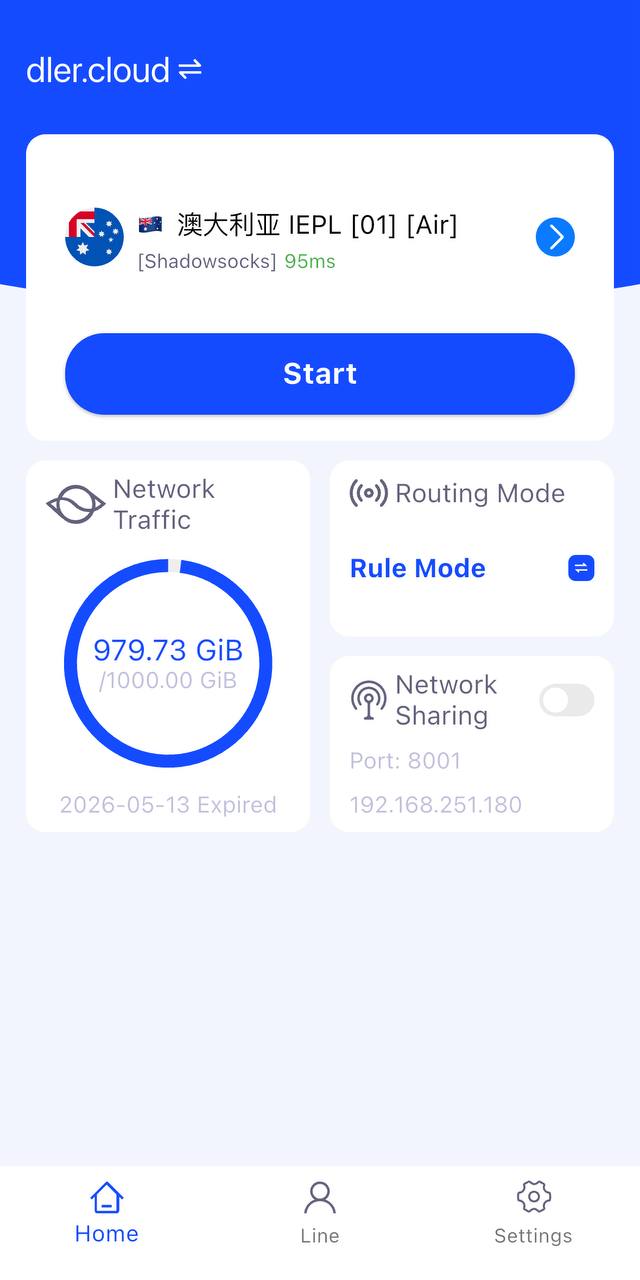 dler.cloud
🇦🇺 澳大利亚 IEPL [01] [Air]
[Shadowsocks] 95ms
Start
Network
Traffic
979.73 GiB
/1000.00 GiB
2026-05-13 Expired
Routing Mode
Rule Mode
Network
Sharing
Port: 8001
192.168.251.180
Home
Line
Settings